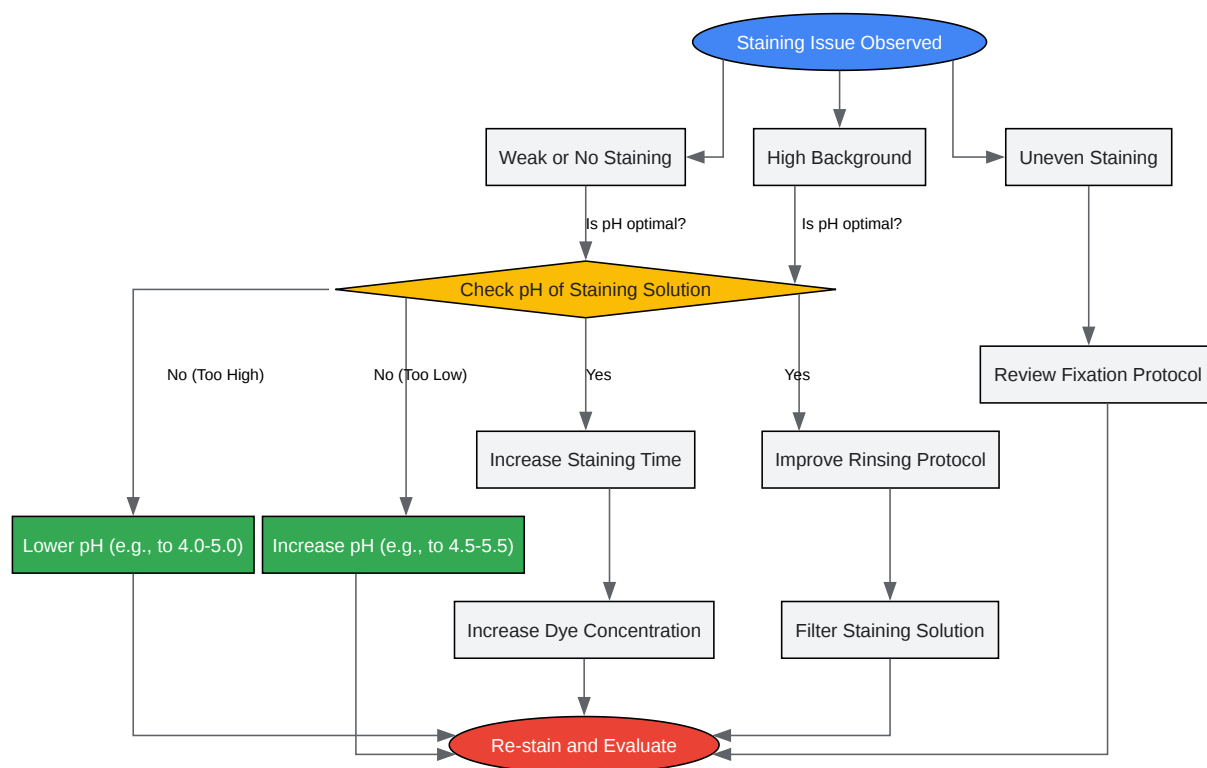 Staining Issue Observed
Weak or No Staining
High Background
Uneven Staining
Is pH optimal?
Is pH optimal?
Check pH of Staining Solution
No (Too High)
No (Too Low)
Yes
Yes
Review Fixation Protocol
Increase Staining Time
Improve Rinsing Protocol
Lower pH (e.g., to 4.0-5.0)
Increase pH (e.g., to 4.5-5.5)
Increase Dye Concentration
Filter Staining Solution
Re-stain and Evaluate